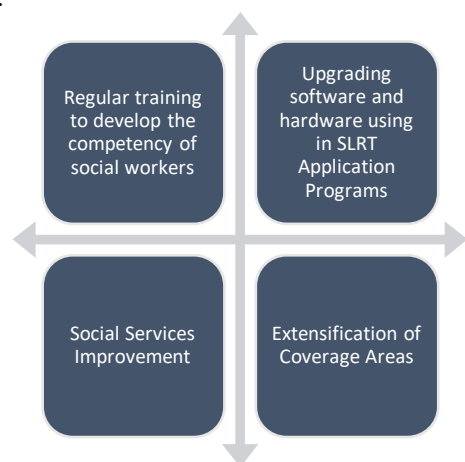 .
Regular training
to develop the
competency of
social workers
Upgrading
software and
hardware using
in SLRT
Application
Programs
Social Services
Improvement
Extensification of
Coverage Areas